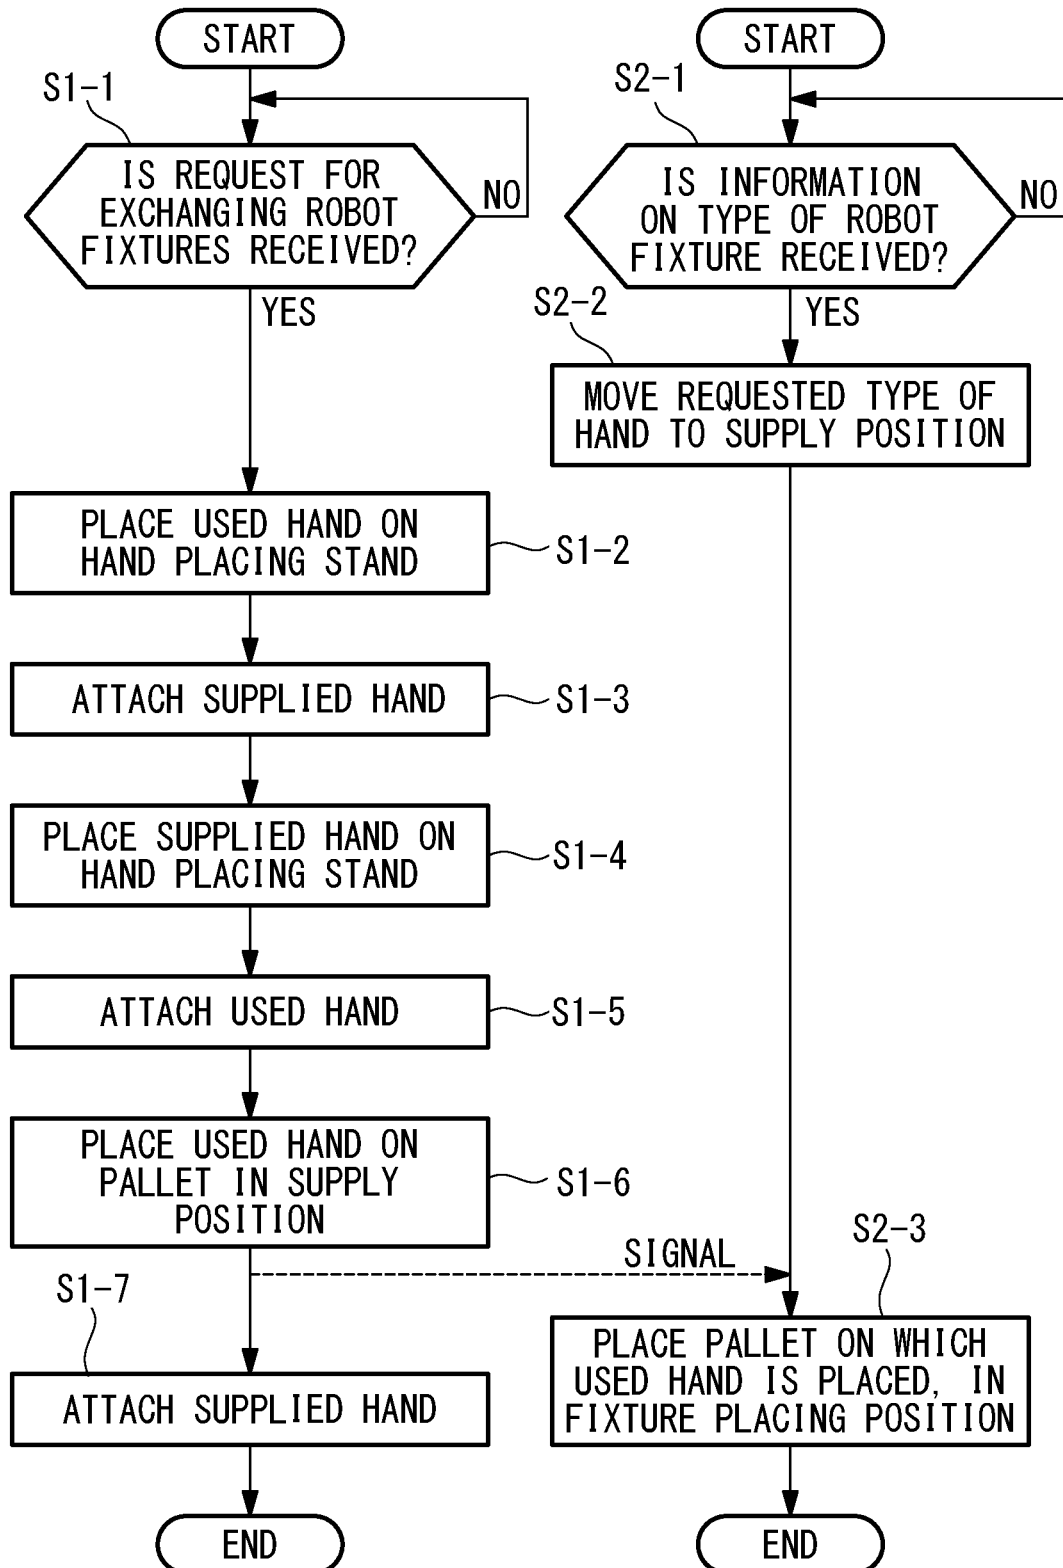 START
S1-1
IS REQUEST FOR
EXCHANGING ROBOT
FIXTURES RECEIVED?
NO
YES
PLACE USED HAND ON
HAND PLACING STAND
S1-2
ATTACH SUPPLIED HAND
S1-3
PLACE SUPPLIED HAND ON
HAND PLACING STAND
S1-4
ATTACH USED HAND
S1-5
PLACE USED HAND ON
PALLET IN SUPPLY
POSITION
S1-6
SIGNAL
S1-7
ATTACH SUPPLIED HAND
END
START
S2-1
IS INFORMATION
ON TYPE OF ROBOT
FIXTURE RECEIVED?
NO
YES
S2-2
MOVE REQUESTED TYPE OF
HAND TO SUPPLY POSITION
S2-3
PLACE PALLET ON WHICH
USED HAND IS PLACED, IN
FIXTURE PLACING POSITION
END